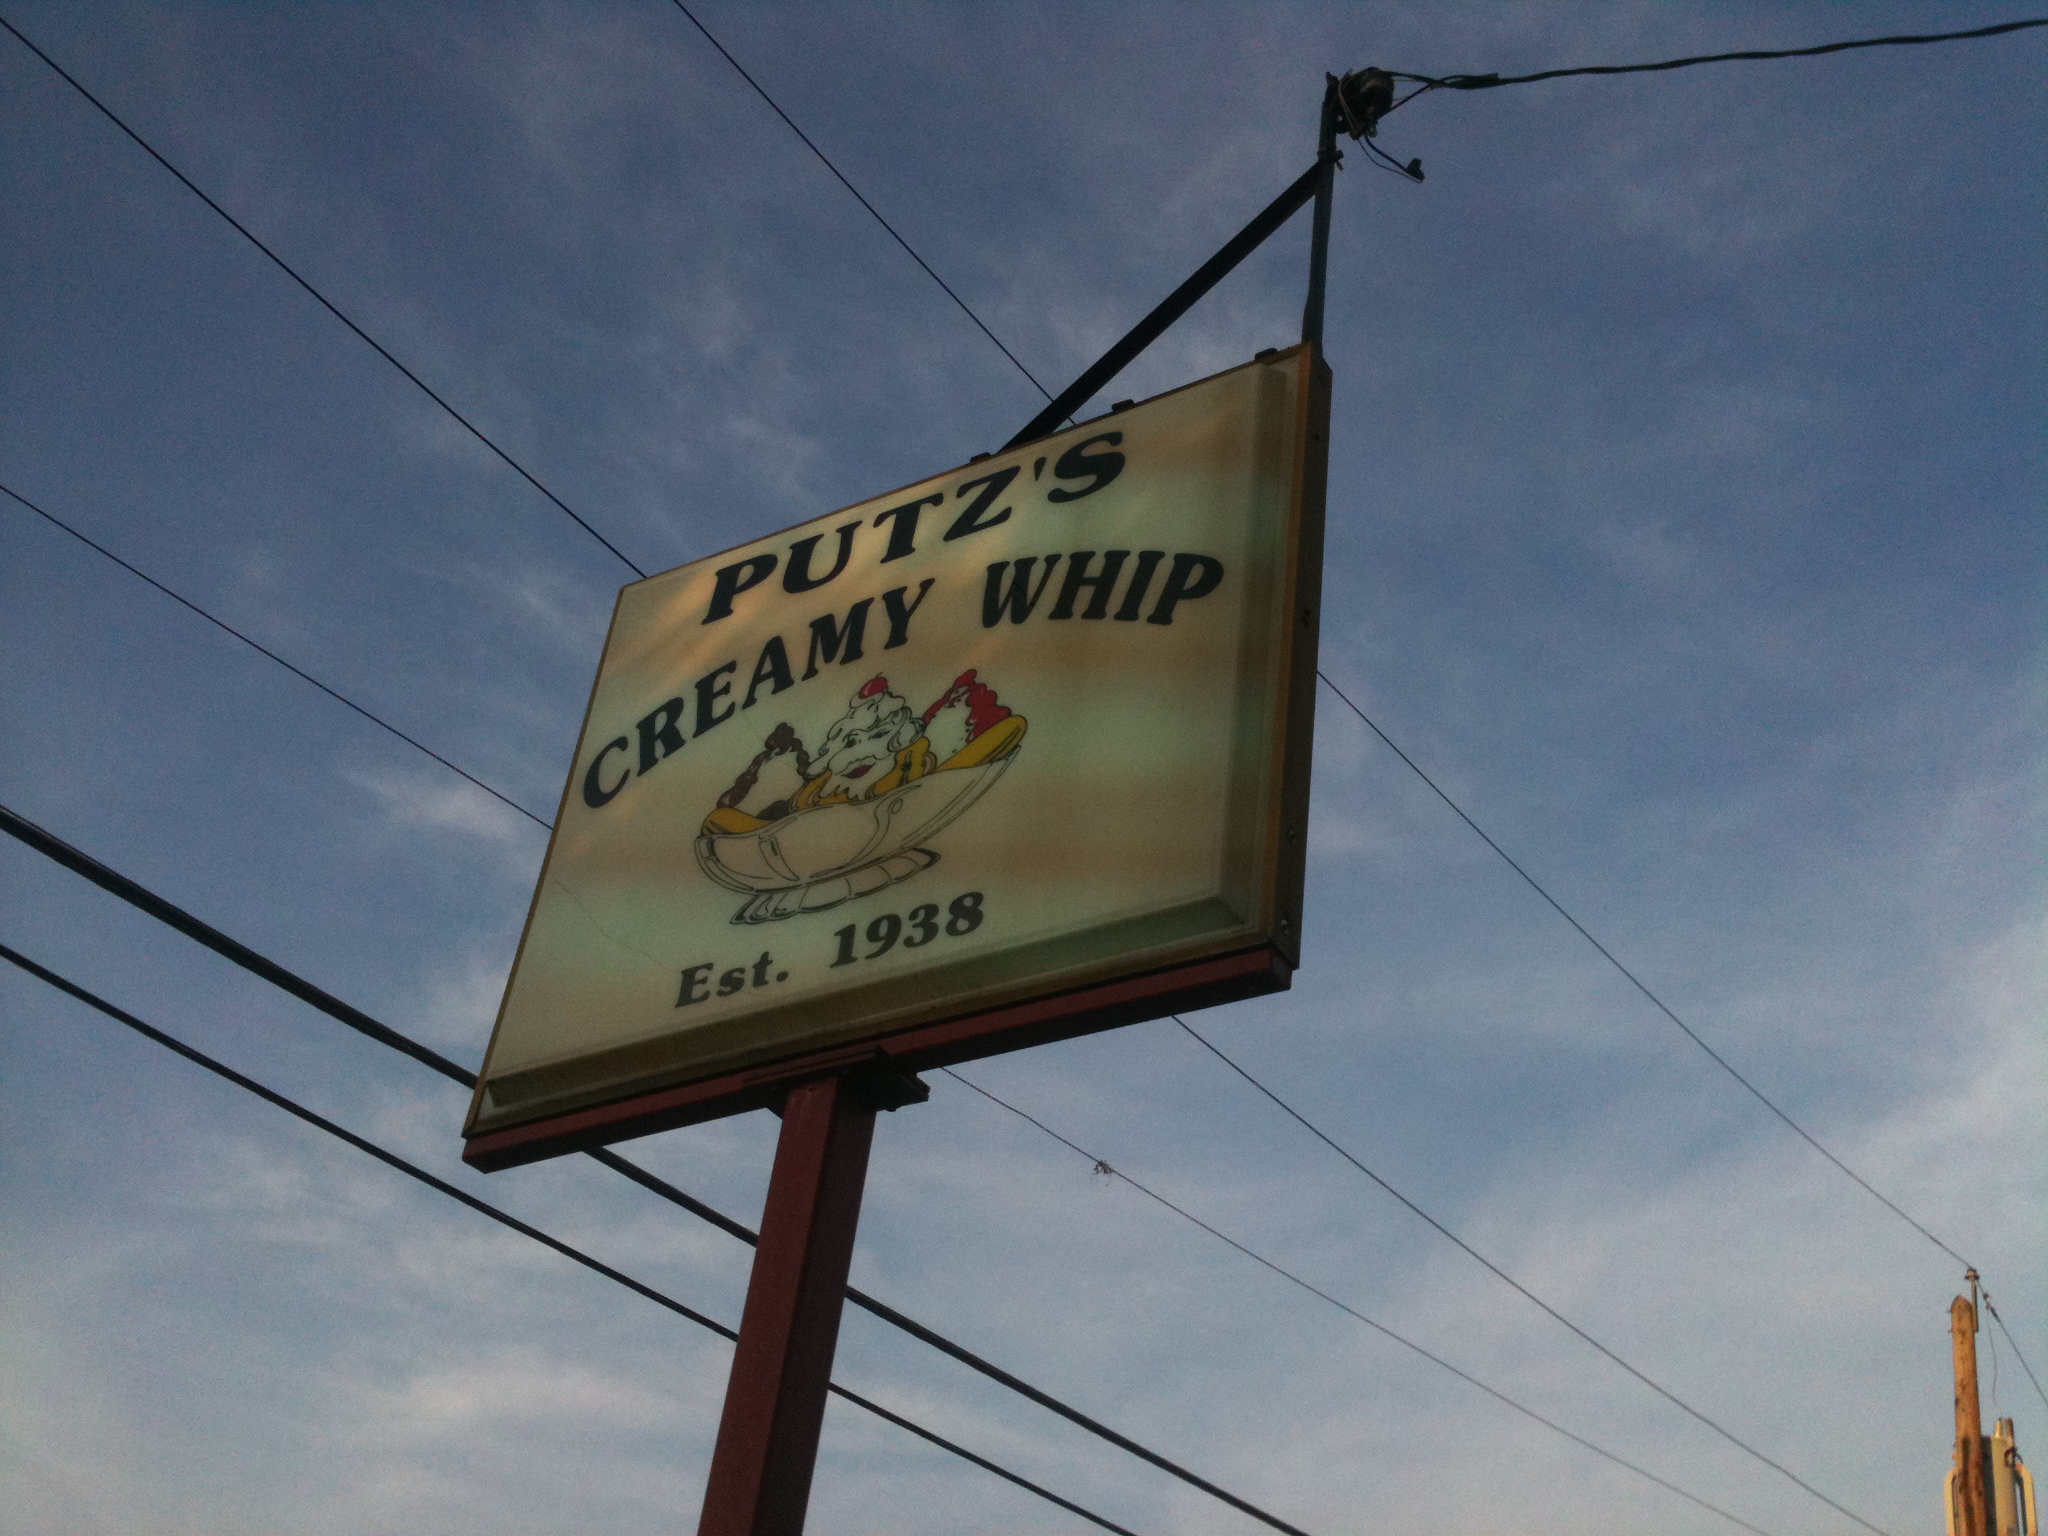 PUTZ'S
CREAMY WHIP
Est. 1938